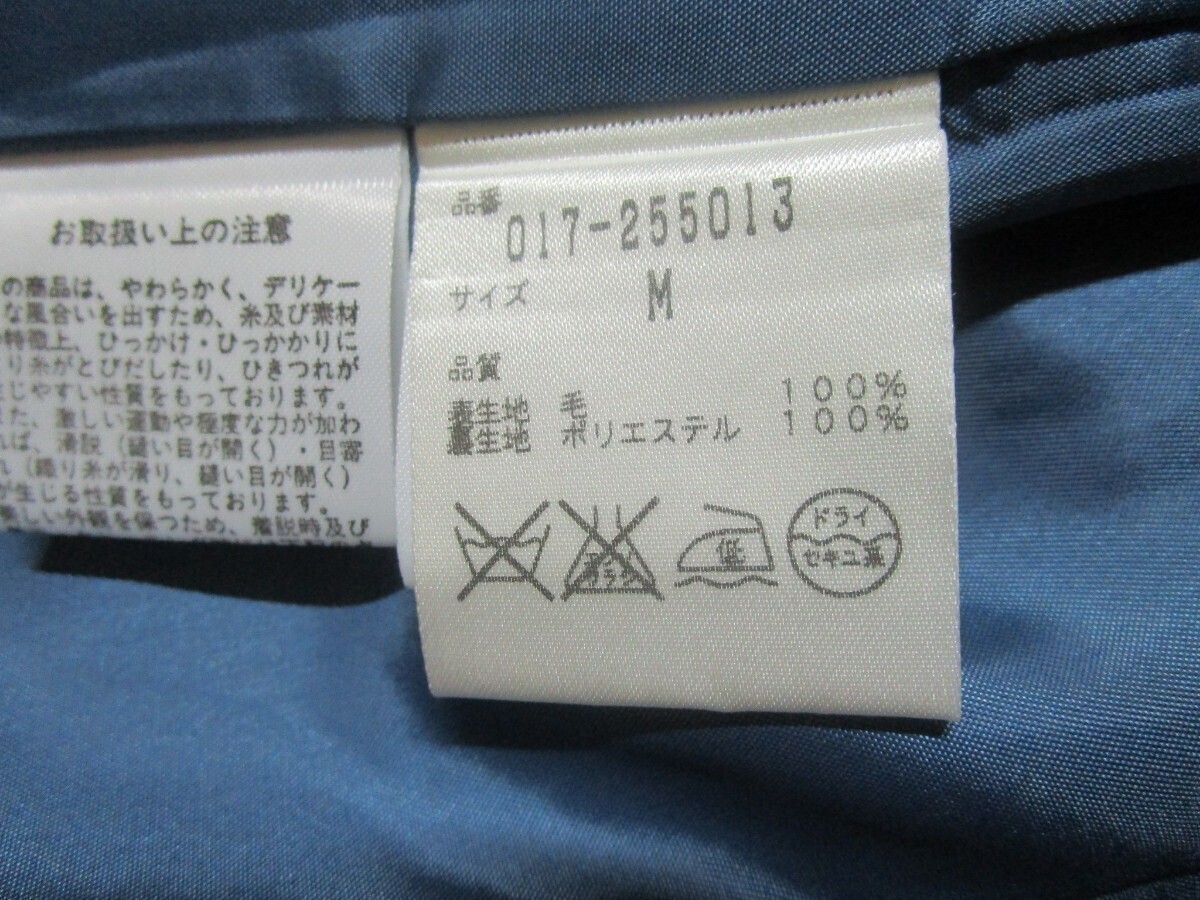 お取扱い上の注意
の商品は、やわらかく、デリケー
な風合いを出すため、糸及び素材
特徴上、ひっかけ・ひっかかりに
り糸がとびだしたり、ひきつれが
じやすい性質をもっております。
た、激しい運動や極度な力が加わ
れば、滑脱（縫い目が開く）・目寄
れ（織り糸が滑り、縫い目が開く）
が生じる性質をもっております。
美しい外観を保つため、着脱時及び
品番
017-255013
サイズ M
品質
表生地 毛 100%
裏生地 ポリエステル 100%
低
ドライ
セキユ系